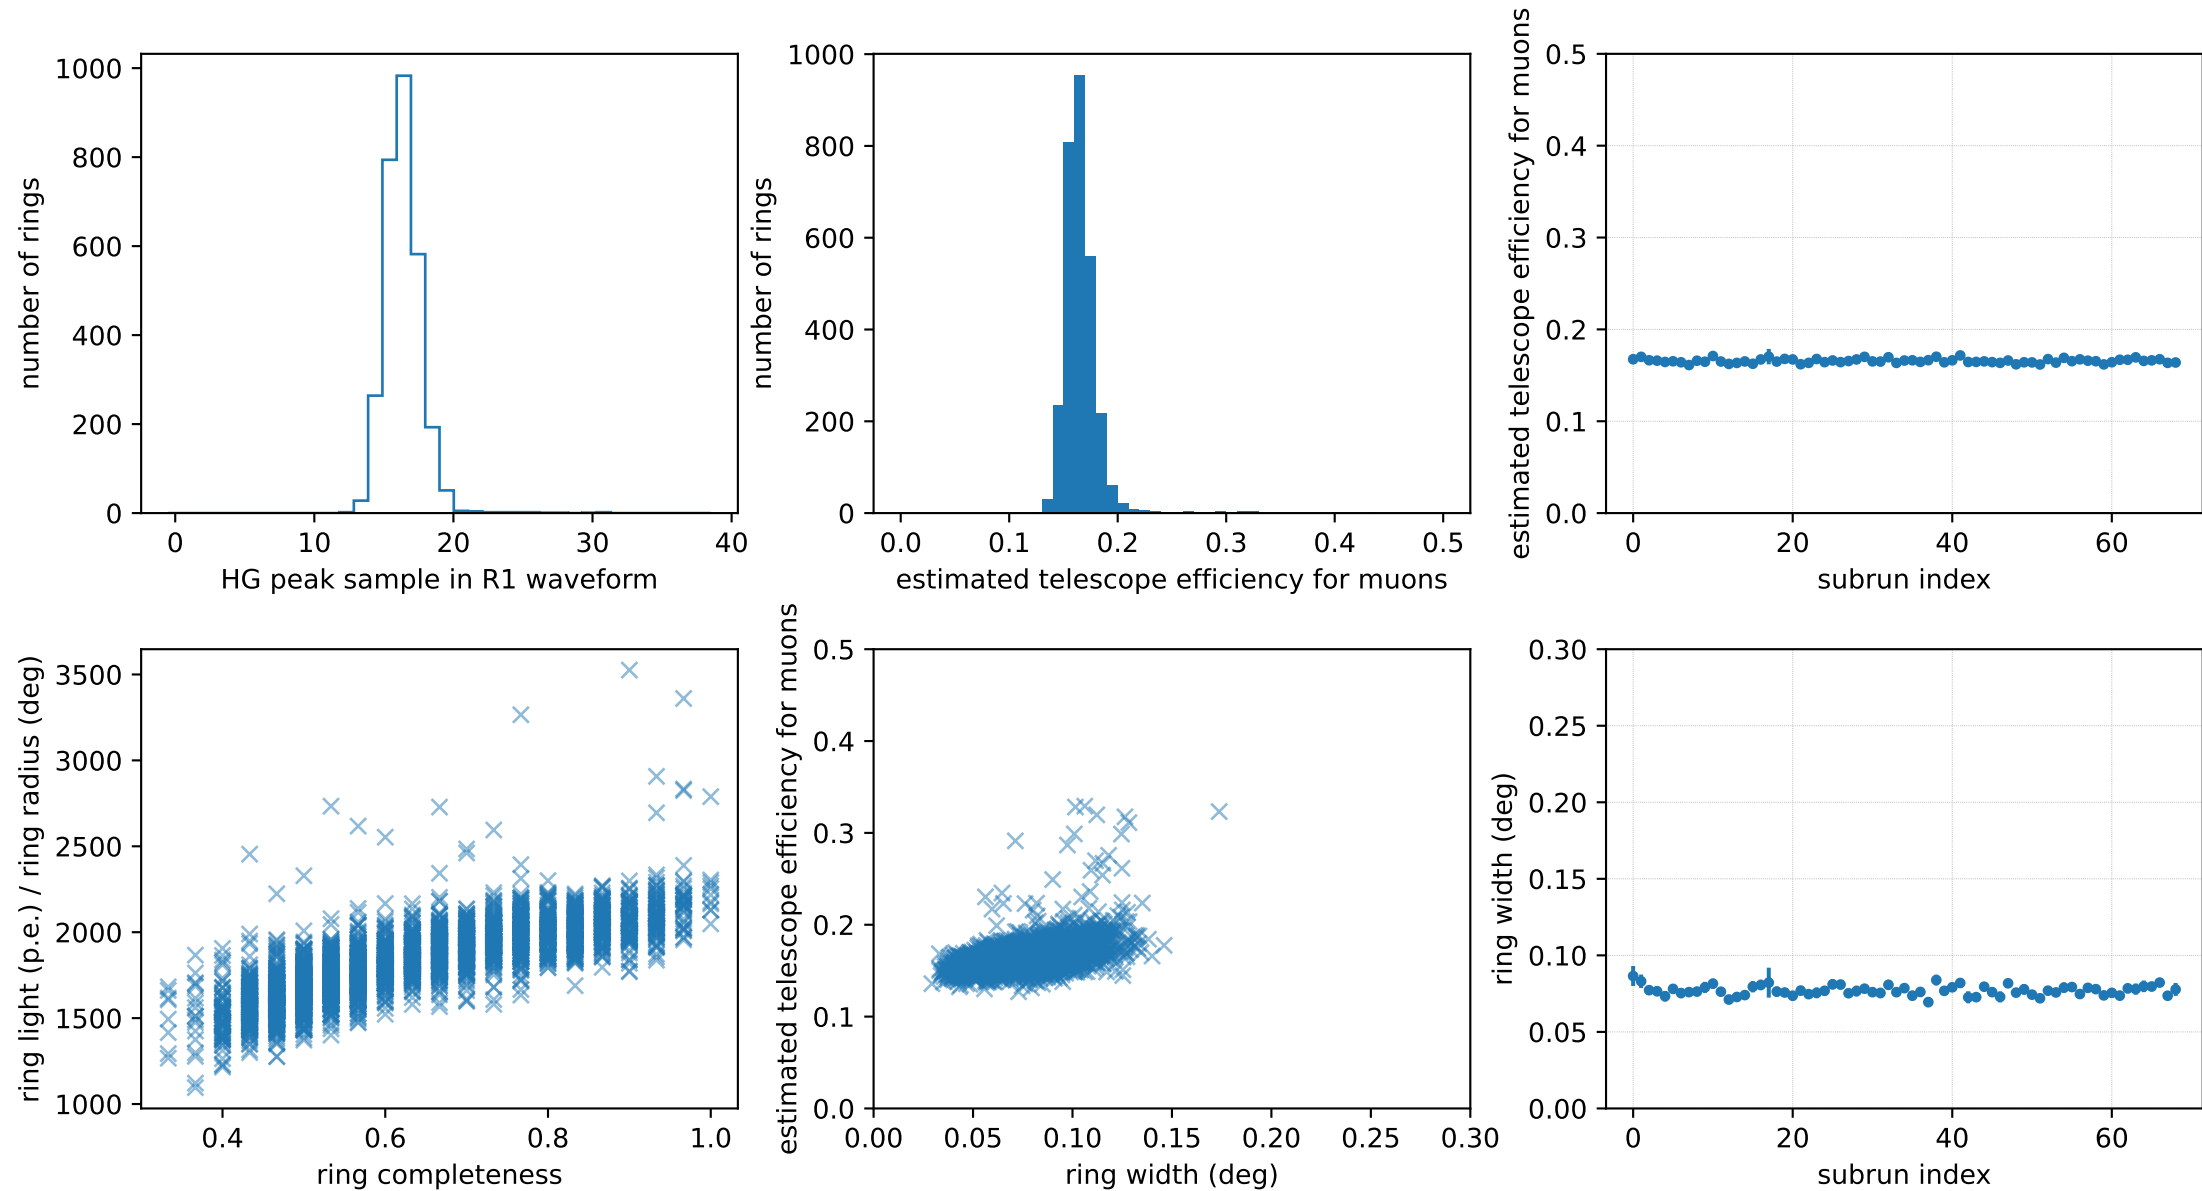 number of rings
1000
800
600
400
200
0
0 10 20 30 40
HG peak sample in R1 waveform
number of rings
1000
800
600
400
200
0
0.0 0.1 0.2 0.3 0.4 0.5
estimated telescope efficiency for muons
estimated telescope efficiency for muons
0.5
0.4
0.3
0.2
0.1
0.0
0 20 40 60
subrun index
ring light (p.e.) / ring radius (deg)
3500
3000
2500
2000
1500
1000
0.4 0.6 0.8 1.0
ring completeness
estimated telescope efficiency for muons
0.5
0.4
0.3
0.2
0.1
0.0
0.00 0.05 0.10 0.15 0.20 0.25 0.30
ring width (deg)
ring width (deg)
0.30
0.25
0.20
0.15
0.10
0.05
0.00
0 20 40 60
subrun index